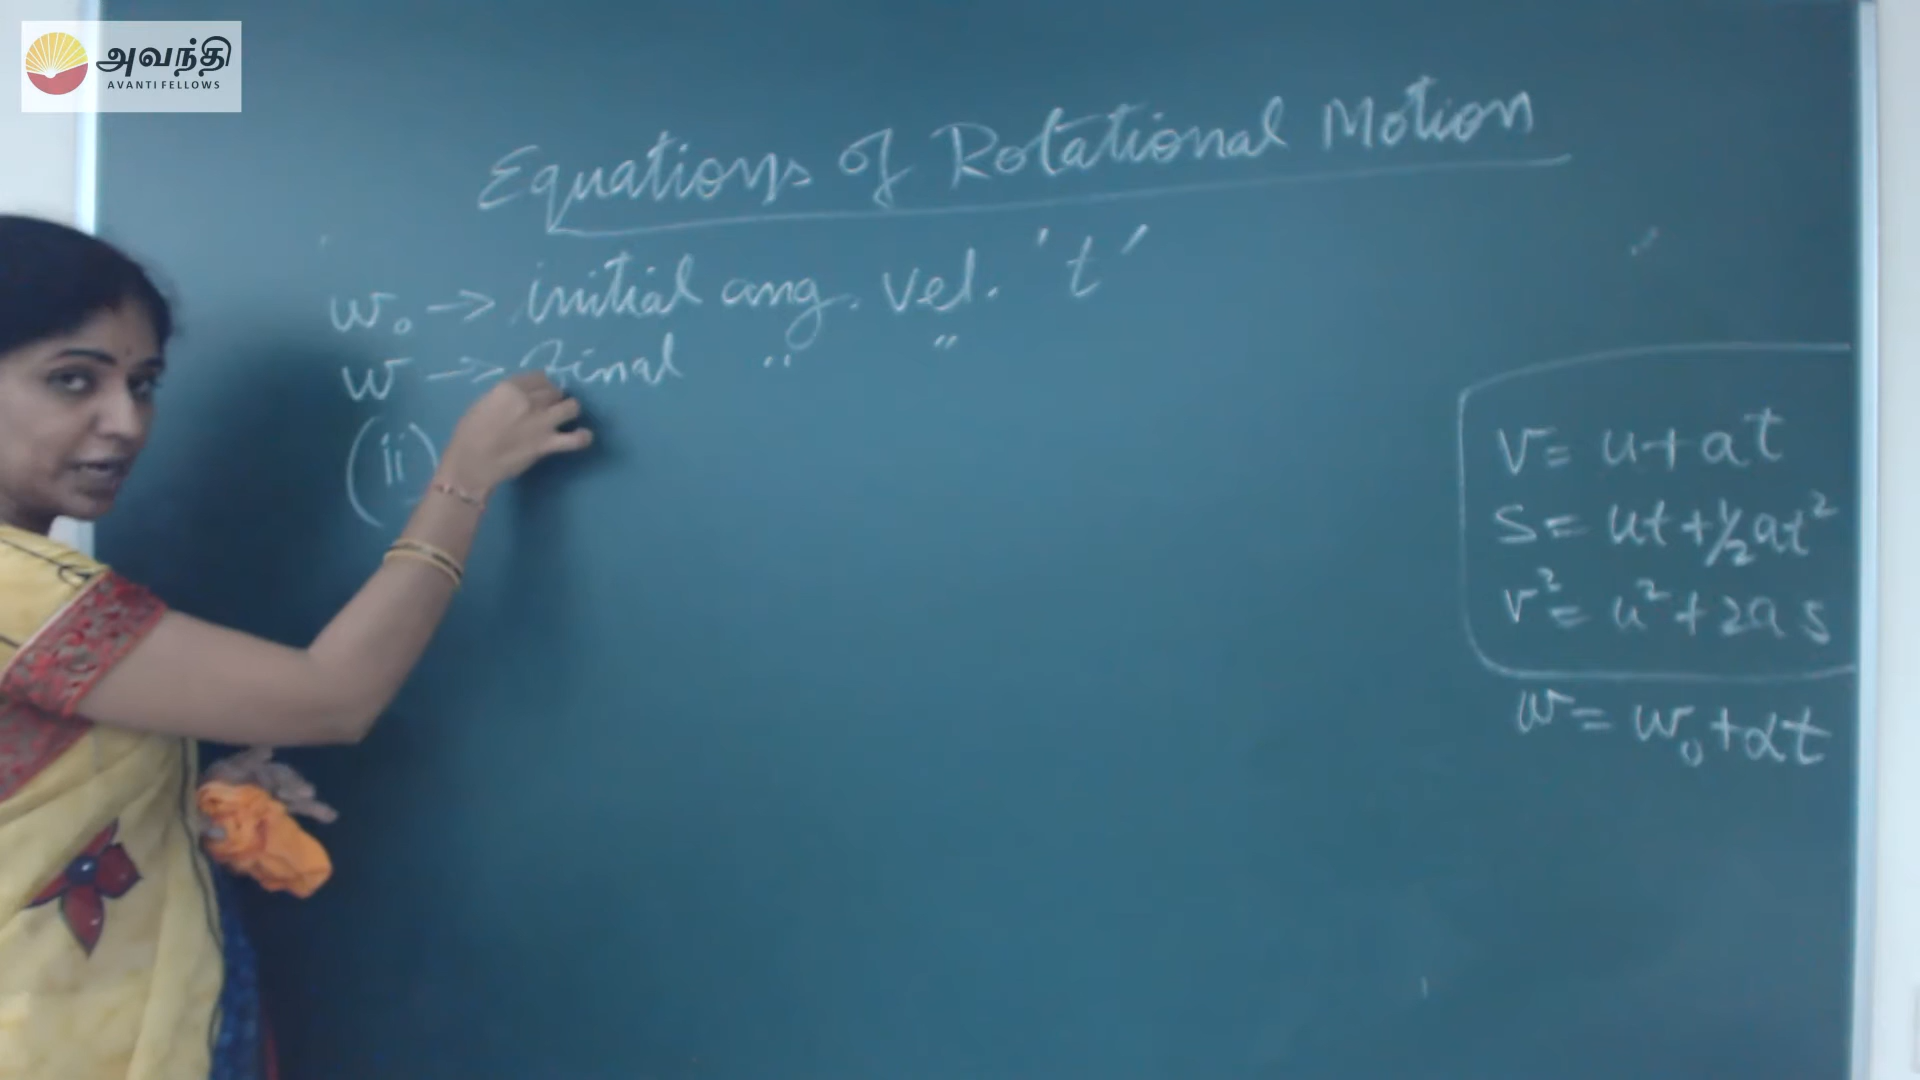 அவந்தி
AVANTI FELLOWS
Equations of Rotational Motion
w₀ → initial ang. vel. 't'
w → final " "
(ii)
v = u + at
s = ut + ½at²
v² = u² + 2as
w = w₀ + αt